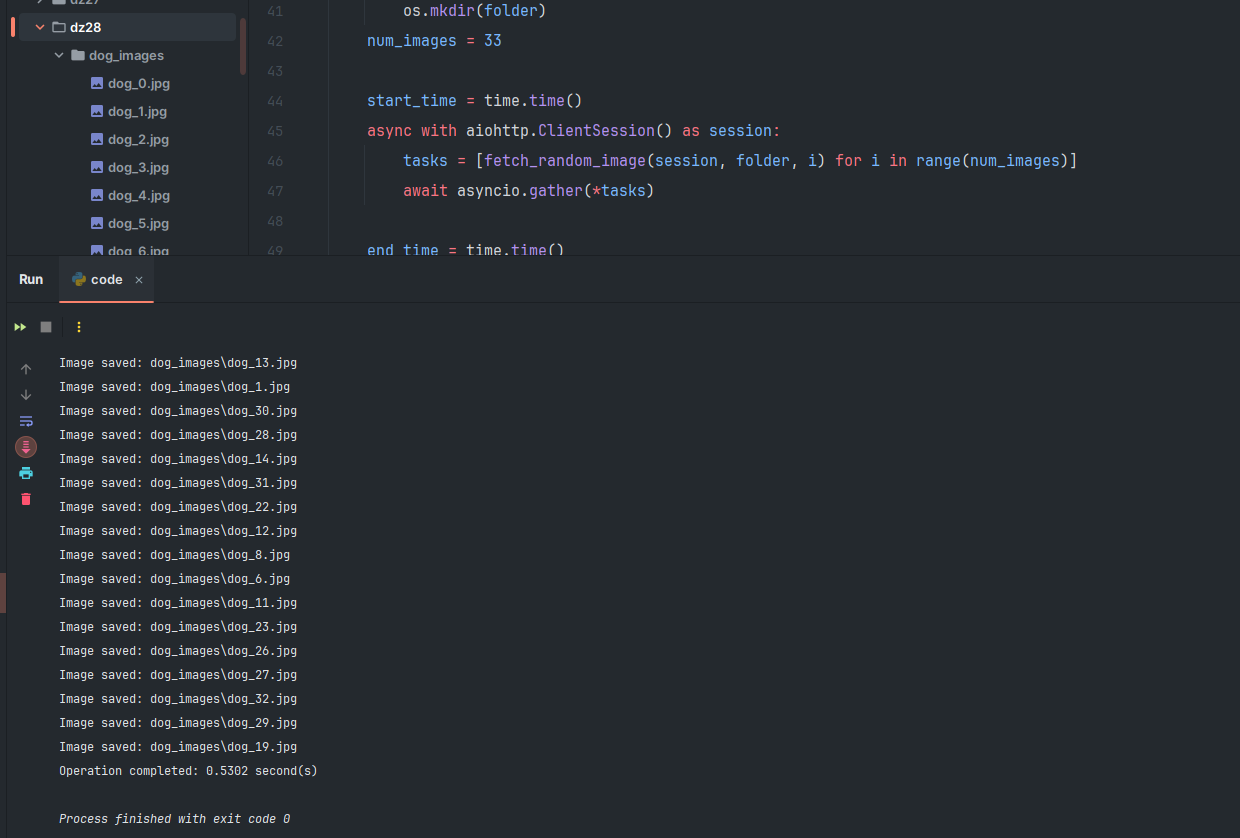 dz27
dz28
dog_images
dog_0.jpg
dog_1.jpg
dog_2.jpg
dog_3.jpg
dog_4.jpg
dog_5.jpg
dog_6.jpg
41 os.mkdir(folder)
42 num_images = 33
43
44 start_time = time.time()
45 async with aiohttp.ClientSession() as session:
46 tasks = [fetch_random_image(session, folder, i) for i in range(num_images)]
47 await asyncio.gather(*tasks)
48
49 end_time = time.time()
Run code ×
Image saved: dog_images\dog_13.jpg
Image saved: dog_images\dog_1.jpg
Image saved: dog_images\dog_30.jpg
Image saved: dog_images\dog_28.jpg
Image saved: dog_images\dog_14.jpg
Image saved: dog_images\dog_31.jpg
Image saved: dog_images\dog_22.jpg
Image saved: dog_images\dog_12.jpg
Image saved: dog_images\dog_8.jpg
Image saved: dog_images\dog_6.jpg
Image saved: dog_images\dog_11.jpg
Image saved: dog_images\dog_23.jpg
Image saved: dog_images\dog_26.jpg
Image saved: dog_images\dog_27.jpg
Image saved: dog_images\dog_32.jpg
Image saved: dog_images\dog_29.jpg
Image saved: dog_images\dog_19.jpg
Operation completed: 0.5302 second(s)
Process finished with exit code 0